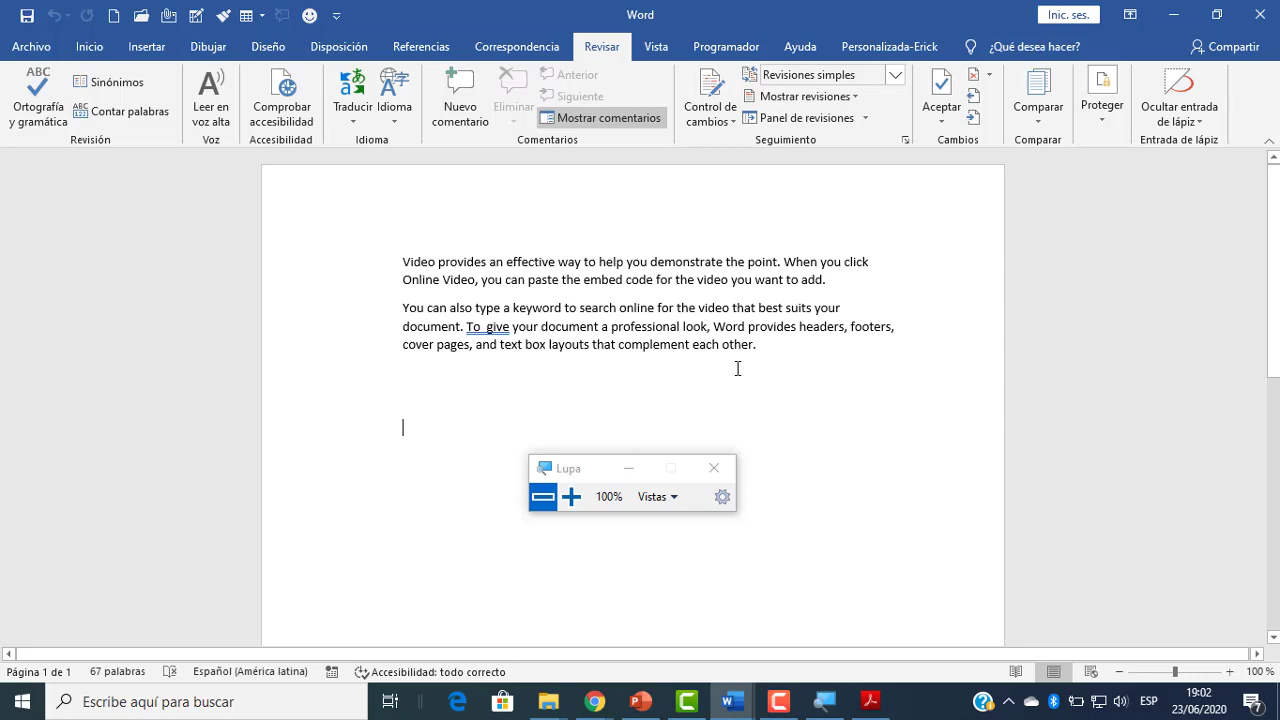 Word
Inic. ses.
Archivo Inicio Insertar Dibujar Diseño Disposición Referencias Correspondencia Revisar Vista Programador Ayuda Personalizada-Erick ¿Qué desea hacer? Compartir
ABC
Ortografía y gramática
Sinónimos
Contar palabras
Revisión
Leer en voz alta
Voz
Comprobar accesibilidad
Accesibilidad
Traducir
Idioma
Idioma
Nuevo comentario
Eliminar
Anterior
Siguiente
Mostrar comentarios
Comentarios
Control de cambios
Revisiones simples
Mostrar revisiones
Panel de revisiones
Seguimiento
Aceptar
Cambios
Comparar
Comparar
Proteger
Ocultar entrada de lápiz
Entrada de lápiz
Video provides an effective way to help you demonstrate the point. When you click
Online Video, you can paste the embed code for the video you want to add.
You can also type a keyword to search online for the video that best suits your
document. To  give your document a professional look, Word provides headers, footers,
cover pages, and text box layouts that complement each other.
Lupa
100% Vistas
Página 1 de 1 67 palabras Español (América latina) Accesibilidad: todo correcto 100 %
Escribe aquí para buscar
ESP
19:02
23/06/2020
7